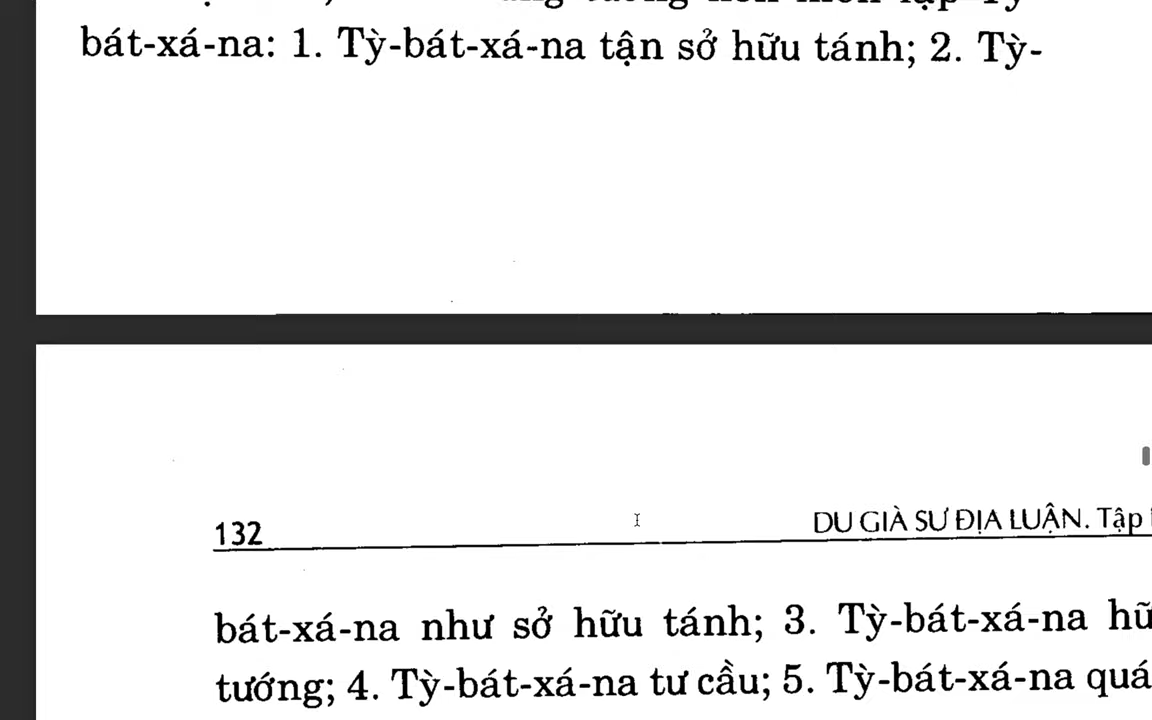 bát-xá-na: 1. Tỳ-bát-xá-na tận sở hữu tánh; 2. Tỳ-
132 DU GIÀ SƯ ĐỊA LUẬN. Tập
bát-xá-na như sở hữu tánh; 3. Tỳ-bát-xá-na
tướng; 4. Tỳ-bát-xá-na tư cầu; 5. Tỳ-bát-xá-na quá